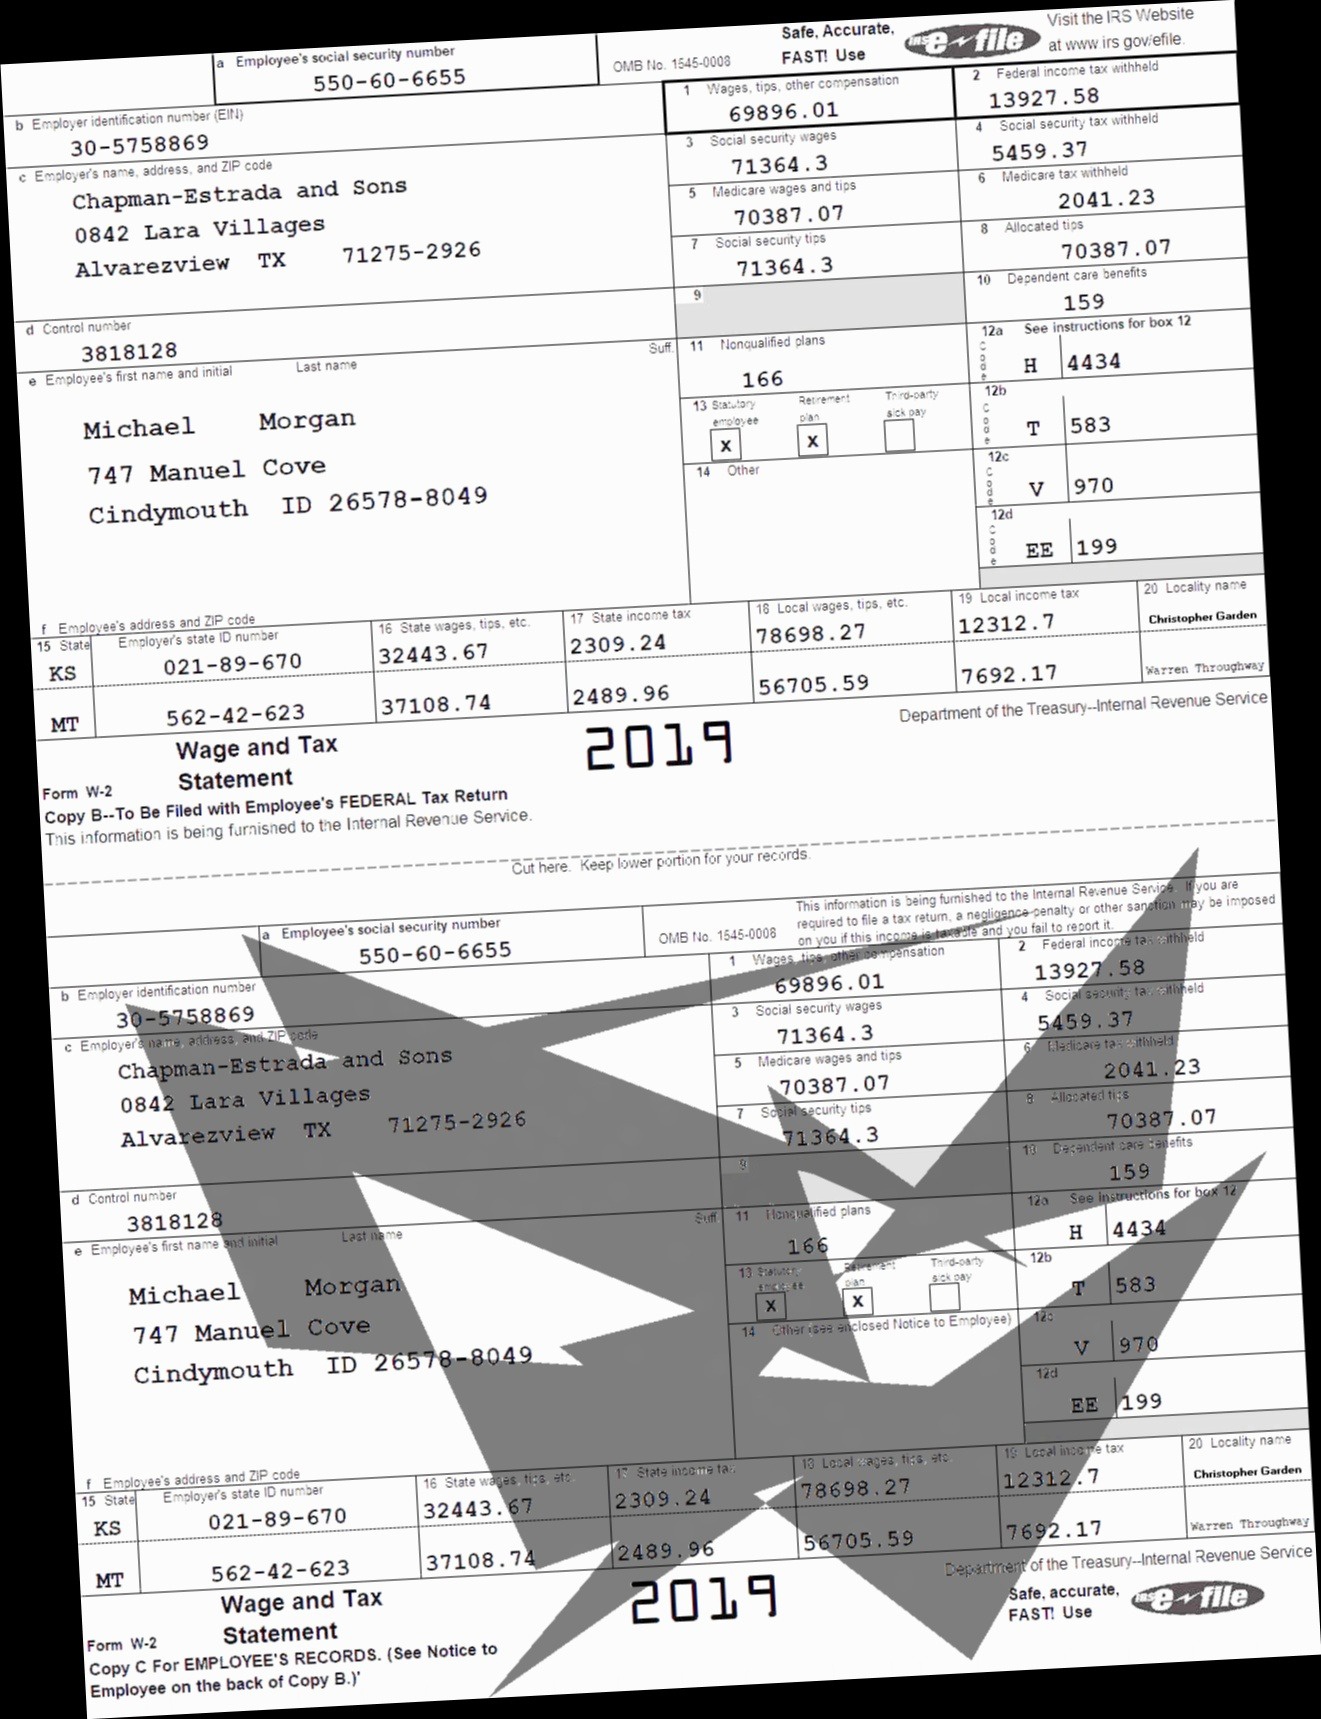 a Employee's social security number
550-60-6655
OMB No. 1545-0008
Safe, Accurate,
FAST! Use
IRS e-file
Visit the IRS Website
at www irs gov/efile.
b Employer identification number (EIN)
30-5758869
1 Wages, tips, other compensation
69896.01
2 Federal income tax withheld
13927.58
c Employer's name, address, and ZIP code
Chapman-Estrada and Sons
0842 Lara Villages
Alvarezview TX 71275-2926
3 Social security wages
71364.3
4 Social security tax withheld
5459.37
5 Medicare wages and tips
70387.07
6 Medicare tax withheld
2041.23
7 Social security tips
71364.3
8 Allocated tips
70387.07
d Control number
3818128
9
10 Dependent care benefits
159
e Employee's first name and initial Last name Suff.
Michael Morgan
747 Manuel Cove
Cindymouth ID 26578-8049
11 Nonqualified plans
166
12a See instructions for box 12
Code H 4434
13 Statutory employee Retirement plan Third-party sick pay
X X
12b
Code T 583
14 Other
12c
Code V 970
12d
Code EE 199
f Employee's address and ZIP code
15 State Employer's state ID number 16 State wages, tips, etc. 17 State income tax 18 Local wages, tips, etc. 19 Local income tax 20 Locality name
KS 021-89-670 32443.67 2309.24 78698.27 12312.7 Christopher Garden
MT 562-42-623 37108.74 2489.96 56705.59 7692.17 Warren Throughway
Form W-2 Wage and Tax Statement
2019
Department of the Treasury--Internal Revenue Service
Copy B--To Be Filed with Employee's FEDERAL Tax Return
This information is being furnished to the Internal Revenue Service.
Cut here. Keep lower portion for your records.
a Employee's social security number
550-60-6655
OMB No. 1545-0008
This information is being furnished to the Internal Revenue Service. If you are
required to file a tax return, a negligence penalty or other sanction may be imposed
on you if this income is taxable and you fail to report it.
b Employer identification number
30-5758869
1 Wages, tips, other compensation
69896.01
2 Federal income tax withheld
13927.58
c Employer's name, address, and ZIP code
Chapman-Estrada and Sons
0842 Lara Villages
Alvarezview TX 71275-2926
3 Social security wages
71364.3
4 Social security tax withheld
5459.37
5 Medicare wages and tips
70387.07
6 Medicare tax withheld
2041.23
7 Social security tips
71364.3
8 Allocated tips
70387.07
d Control number
3818128
9
10 Dependent care benefits
159
e Employee's first name and initial Last name Suff.
Michael Morgan
747 Manuel Cove
Cindymouth ID 26578-8049
11 Nonqualified plans
166
12a See instructions for box 12
H 4434
13 Statutory employee Retirement plan Third-party sick pay
X X
12b
T 583
14 Other (see enclosed Notice to Employee)
12c
V 970
12d
EE 199
f Employee's address and ZIP code
15 State Employer's state ID number 16 State wages, tips, etc. 17 State income tax 18 Local wages, tips, etc. 19 Local income tax 20 Locality name
KS 021-89-670 32443.67 2309.24 78698.27 12312.7 Christopher Garden
MT 562-42-623 37108.74 2489.96 56705.59 7692.17 Warren Throughway
Form W-2 Wage and Tax Statement
2019
Department of the Treasury--Internal Revenue Service
Safe, accurate,
FAST! Use
IRS e-file
Copy C For EMPLOYEE'S RECORDS. (See Notice to
Employee on the back of Copy B.)'